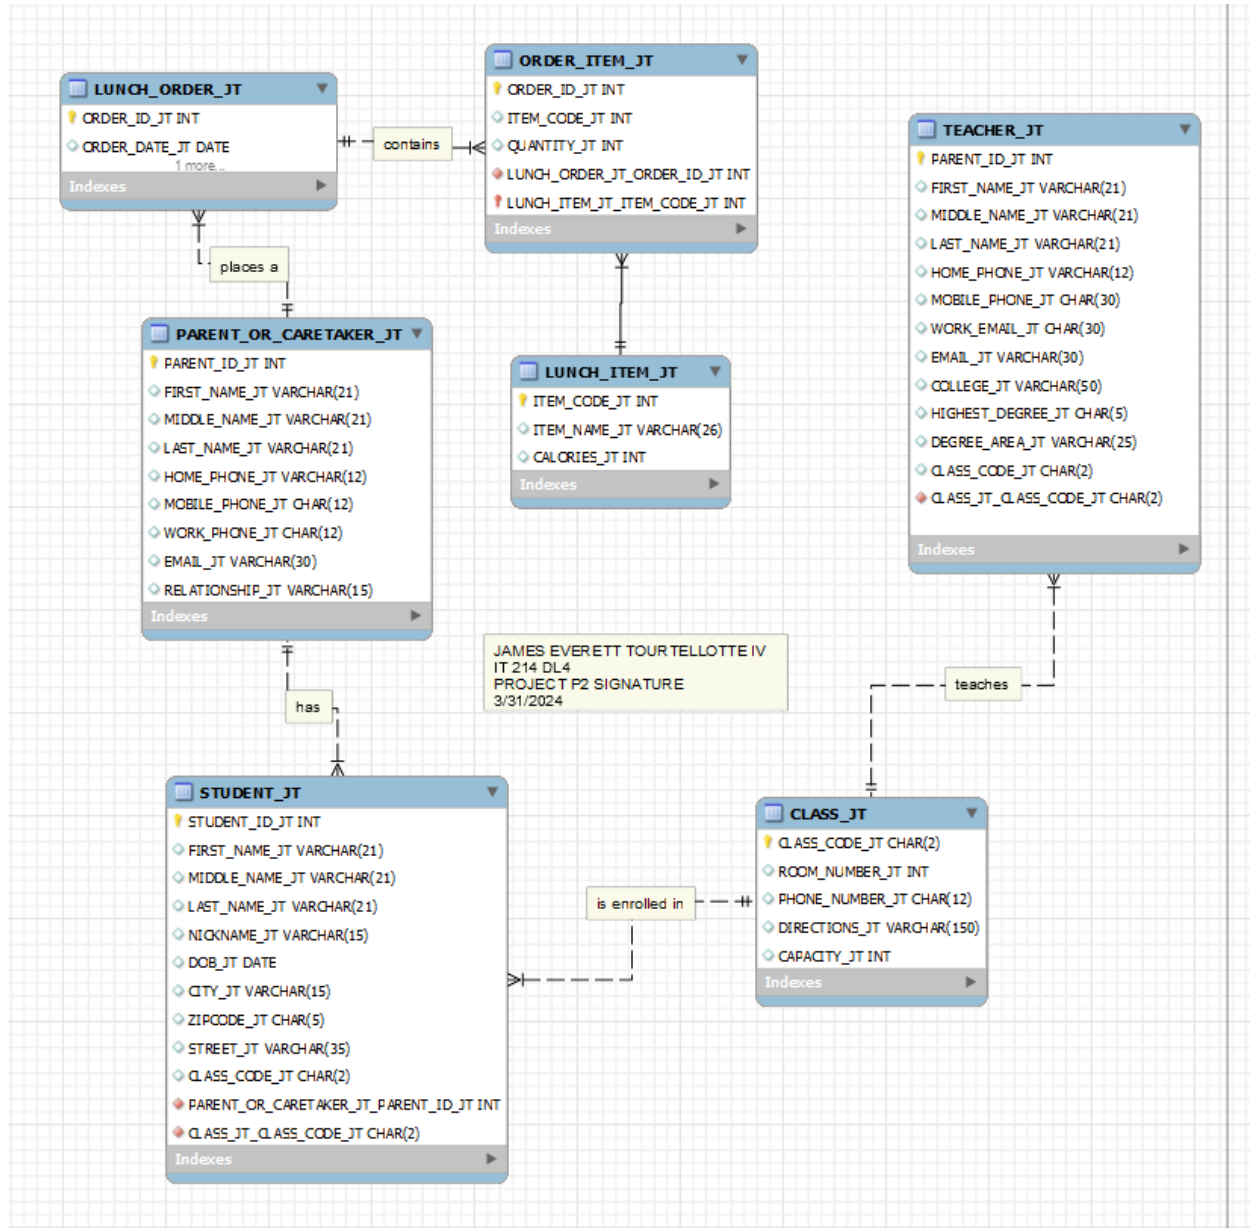 LUNCH_ORDER_JT
ORDER_ID_JT INT
ORDER_DATE_JT DATE
1 more...
Indexes
contains
ORDER_ITEM_JT
ORDER_ID_JT INT
ITEM_CODE_JT INT
QUANTITY_JT INT
LUNCH_ORDER_JT_ORDER_ID_JT INT
LUNCH_ITEM_JT_ITEM_CODE_JT INT
Indexes
TEACHER_JT
PARENT_ID_JT INT
FIRST_NAME_JT VARCHAR(21)
MIDDLE_NAME_JT VARCHAR(21)
LAST_NAME_JT VARCHAR(21)
HOME_PHONE_JT VARCHAR(12)
MOBILE_PHONE_JT CHAR(30)
WORK_EMAIL_JT CHAR(30)
EMAIL_JT VARCHAR(30)
COLLEGE_JT VARCHAR(50)
HIGHEST_DEGREE_JT CHAR(5)
DEGREE_AREA_JT VARCHAR(25)
CLASS_CODE_JT CHAR(2)
CLASS_JT_CLASS_CODE_JT CHAR(2)
Indexes
places a
PARENT_OR_CARETAKER_JT
PARENT_ID_JT INT
FIRST_NAME_JT VARCHAR(21)
MIDDLE_NAME_JT VARCHAR(21)
LAST_NAME_JT VARCHAR(21)
HOME_PHONE_JT VARCHAR(12)
MOBILE_PHONE_JT CHAR(12)
WORK_PHONE_JT CHAR(12)
EMAIL_JT VARCHAR(30)
RELATIONSHIP_JT VARCHAR(15)
Indexes
LUNCH_ITEM_JT
ITEM_CODE_JT INT
ITEM_NAME_JT VARCHAR(26)
CALORIES_JT INT
Indexes
JAMES EVERETT TOURTELLOTTE IV
IT 214 DL4
PROJECT P2 SIGNATURE
3/31/2024
teaches
has
STUDENT_JT
STUDENT_ID_JT INT
FIRST_NAME_JT VARCHAR(21)
MIDDLE_NAME_JT VARCHAR(21)
LAST_NAME_JT VARCHAR(21)
NICKNAME_JT VARCHAR(15)
DOB_JT DATE
CITY_JT VARCHAR(15)
ZIPCODE_JT CHAR(5)
STREET_JT VARCHAR(35)
CLASS_CODE_JT CHAR(2)
PARENT_OR_CARETAKER_JT_PARENT_ID_JT INT
CLASS_JT_CLASS_CODE_JT CHAR(2)
Indexes
is enrolled in
CLASS_JT
CLASS_CODE_JT CHAR(2)
ROOM_NUMBER_JT INT
PHONE_NUMBER_JT CHAR(12)
DIRECTIONS_JT VARCHAR(150)
CAPACITY_JT INT
Indexes